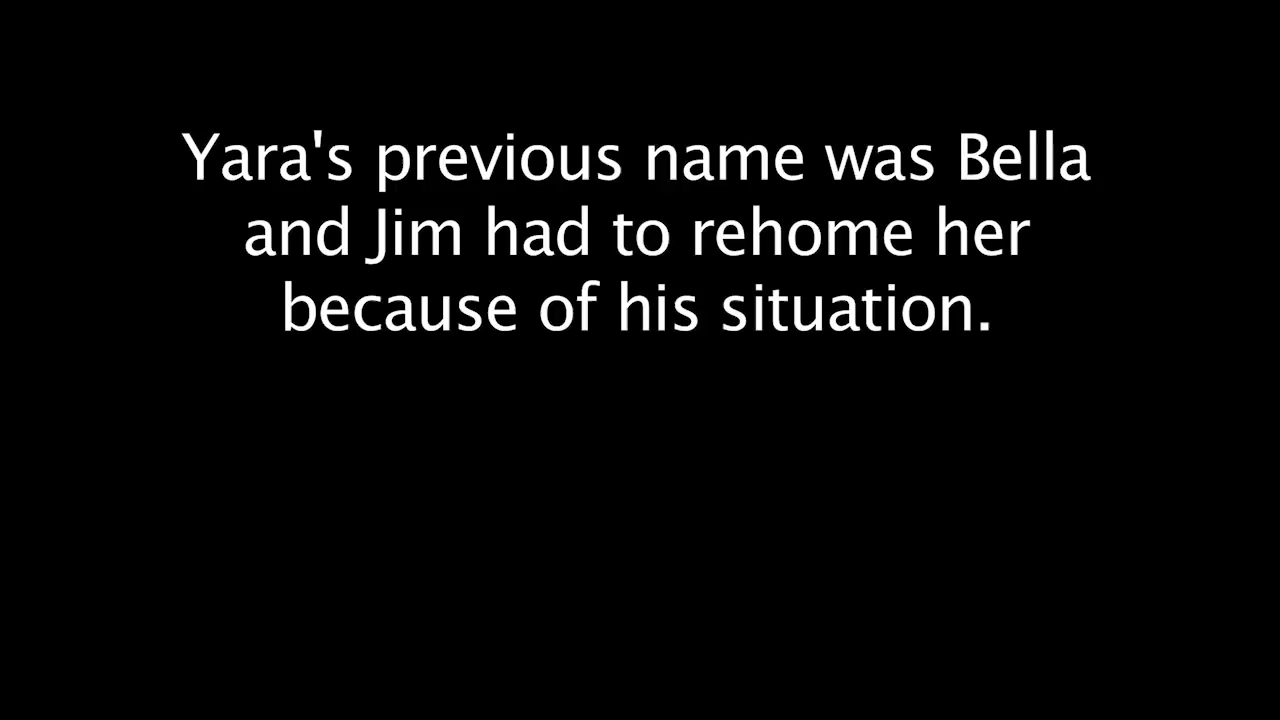 Yara's previous name was Bella
and Jim had to rehome her
because of his situation.